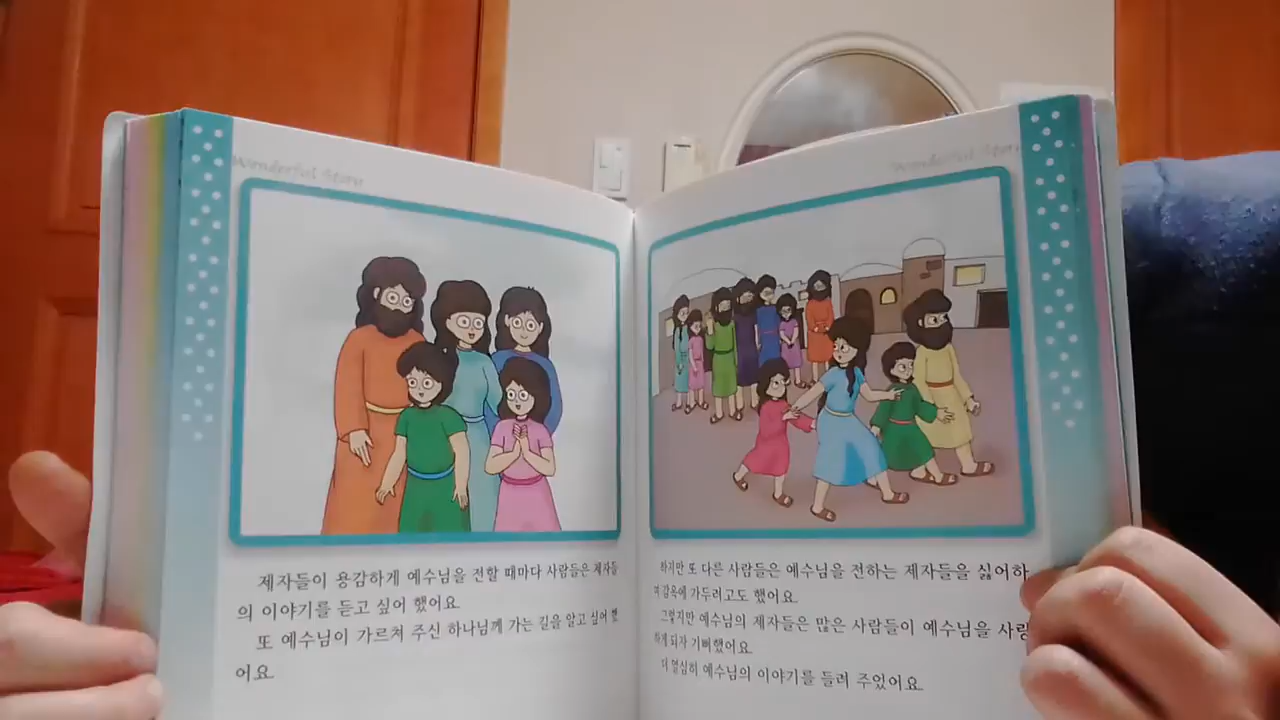 Wonderful Story
제자들이 용감하게 예수님을 전할 때마다 사람들은 제자들
의 이야기를 듣고 싶어 했어요.
또 예수님이 가르쳐 주신 하나님께 가는 길을 알고 싶어 했
어요.
Wonderful Story
하지만 또 다른 사람들은 예수님을 전하는 제자들을 싫어하
여 감옥에 가두려고도 했어요.
그렇지만 예수님의 제자들은 많은 사람들이 예수님을 사랑
하게 되자 기뻐했어요.
더 열심히 예수님의 이야기를 들려 주었어요.